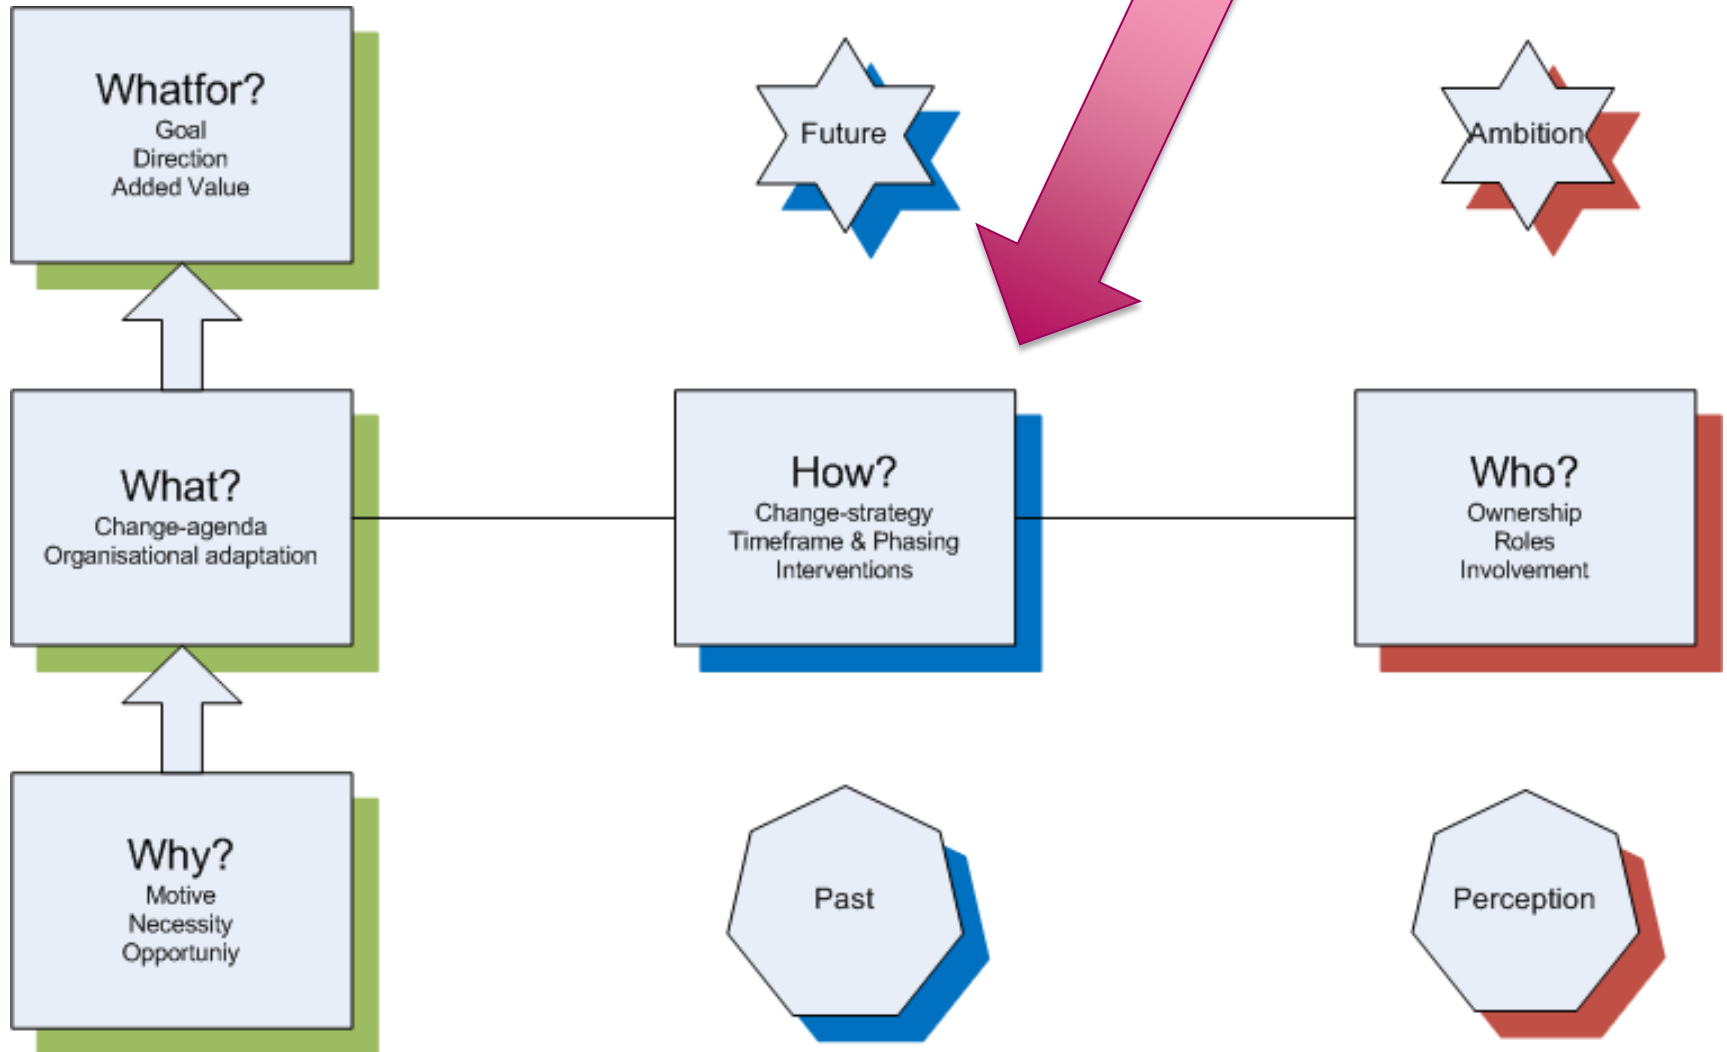 Whatfor?
Goal
Direction
Added Value
Future
Ambition
What?
Change-agenda
Organisational adaptation
How?
Change-strategy
Timeframe & Phasing
Interventions
Who?
Ownership
Roles
Involvement
Why?
Motive
Necessity
Opportuniy
Past
Perception